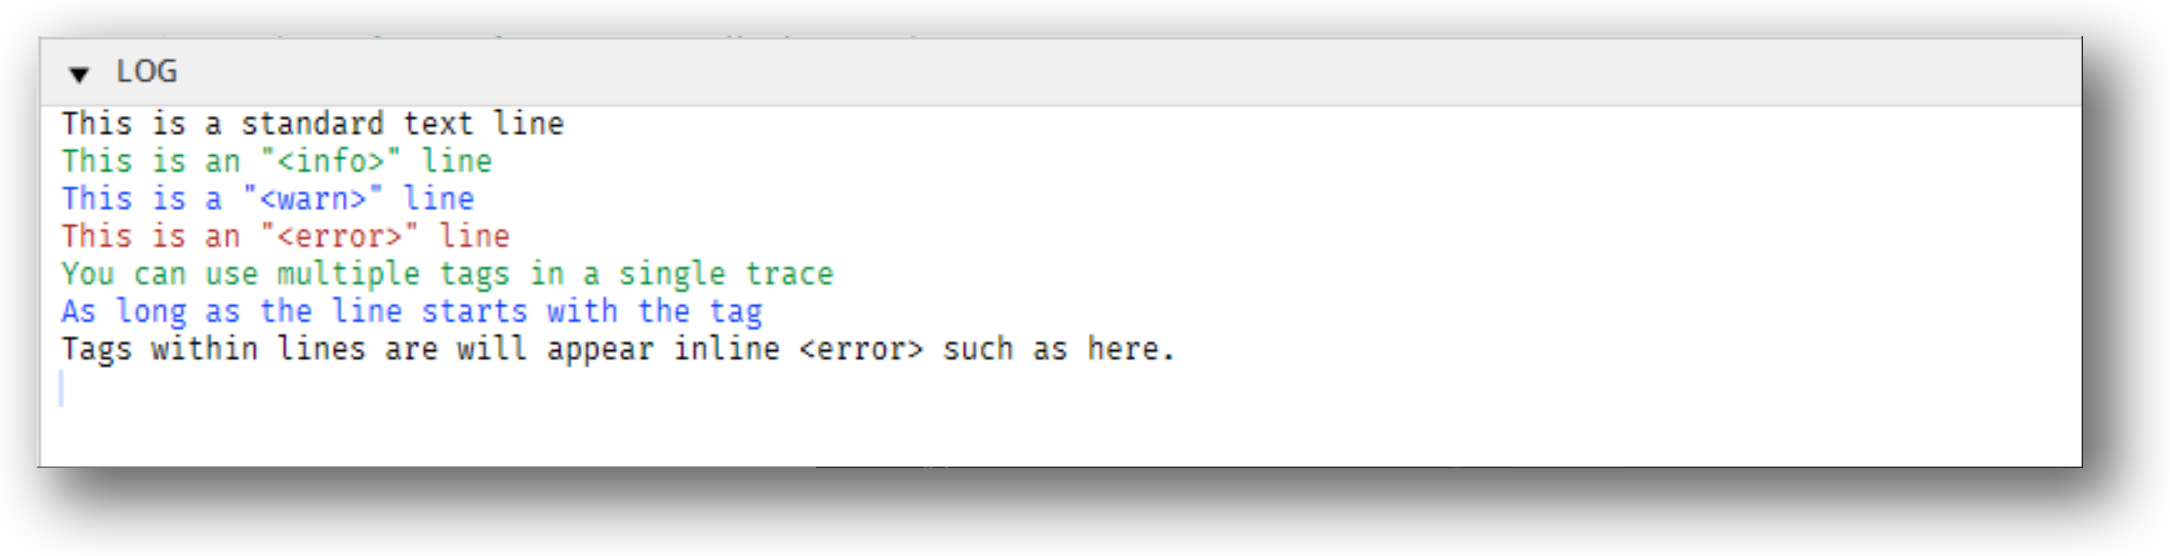 LOG
This is a standard text line
This is an "<info>" line
This is a "<warn>" line
This is an "<error>" line
You can use multiple tags in a single trace
As long as the line starts with the tag
Tags within lines are will appear inline <error> such as here.